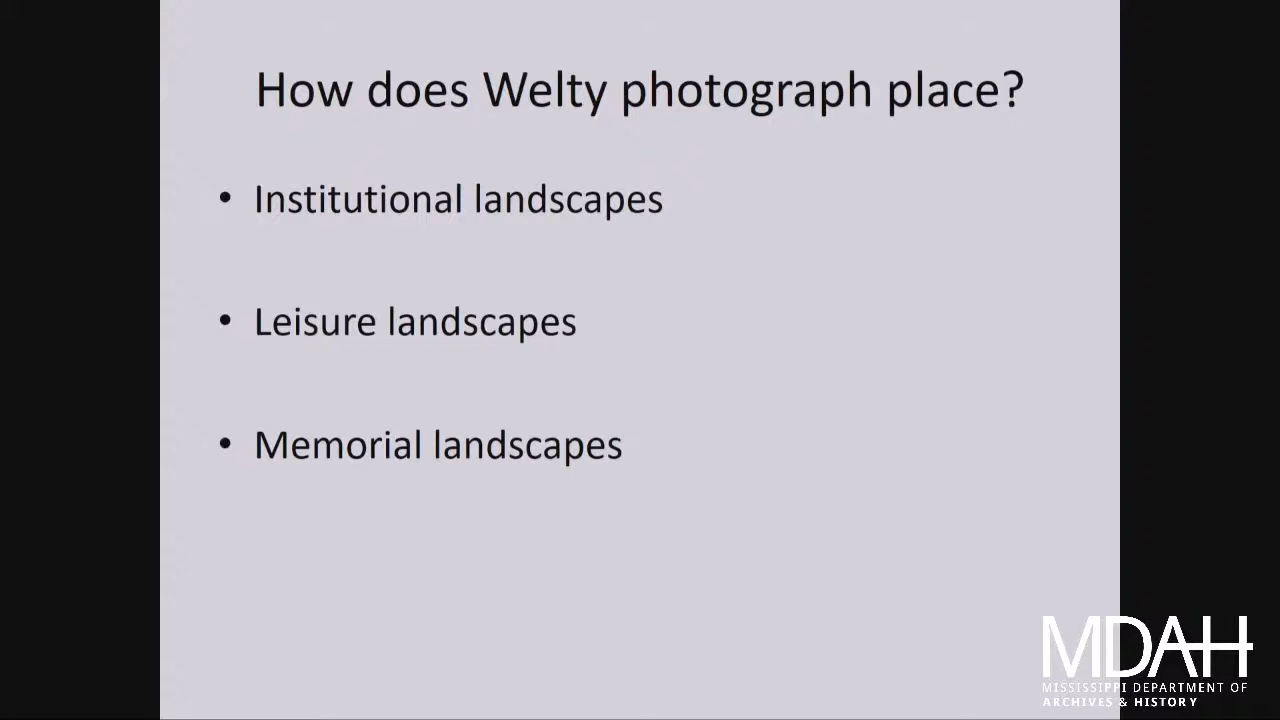 How does Welty photograph place?
• Institutional landscapes
• Leisure landscapes
• Memorial landscapes
MDAH
MISSISSIPPI DEPARTMENT OF
ARCHIVES & HISTORY